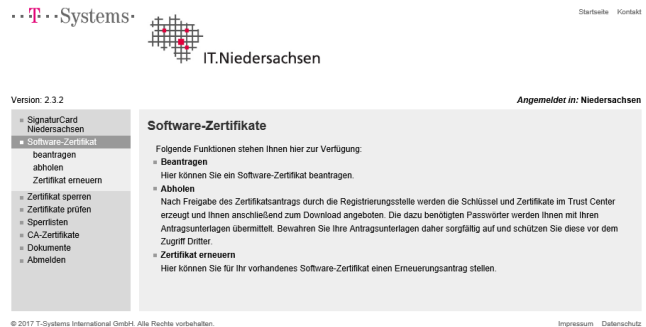 ··T··Systems·
Startseite Kontakt
IT.Niedersachsen
Version: 2.3.2
Angemeldet in: Niedersachsen
SignaturCard
Niedersachsen
Software-Zertifikat
beantragen
abholen
Zertifikat erneuern
Zertifikat sperren
Zertifikate prüfen
Sperrlisten
CA-Zertifikate
Dokumente
Abmelden
Software-Zertifikate
Folgende Funktionen stehen Ihnen hier zur Verfügung:
Beantragen
Hier können Sie ein Software-Zertifikat beantragen.
Abholen
Nach Freigabe des Zertifikatsantrags durch die Registrierungsstelle werden die Schlüssel und Zertifikate im Trust Center
erzeugt und Ihnen anschließend zum Download angeboten. Die dazu benötigten Passwörter werden Ihnen mit Ihren
Antragsunterlagen übermittelt. Bewahren Sie Ihre Antragsunterlagen daher sorgfältig auf und schützen Sie diese vor dem
Zugriff Dritter.
Zertifikat erneuern
Hier können Sie für Ihr vorhandenes Software-Zertifikat einen Erneuerungsantrag stellen.
© 2017 T-Systems International GmbH. Alle Rechte vorbehalten.
Impressum Datenschutz